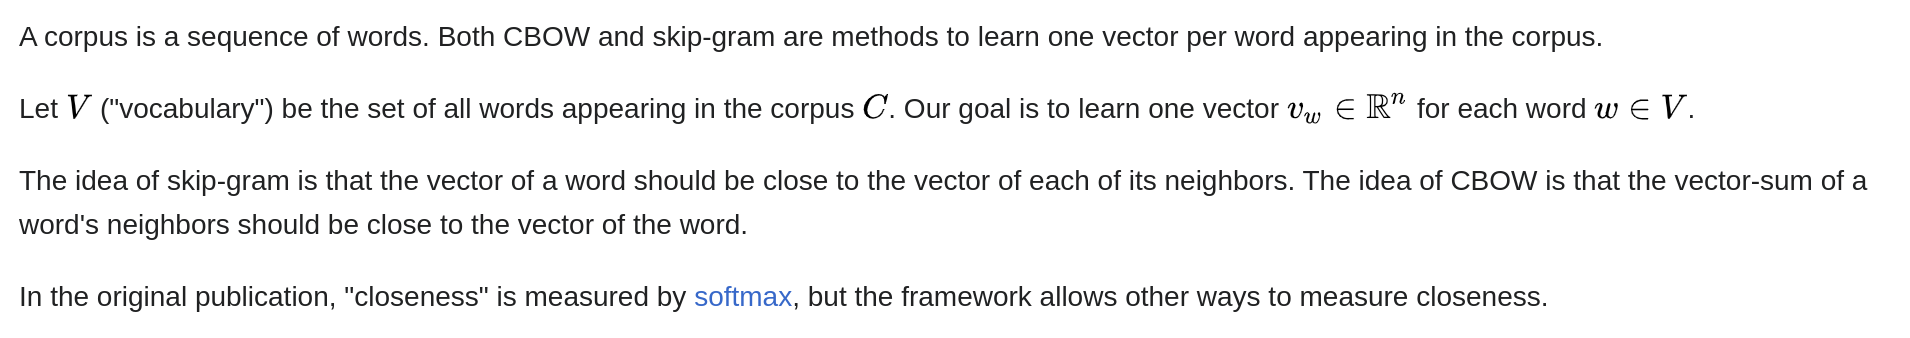 A corpus is a sequence of words. Both CBOW and skip-gram are methods to learn one vector per word appearing in the corpus.
Let V ("vocabulary") be the set of all words appearing in the corpus C. Our goal is to learn one vector v_w ∈ ℝⁿ for each word w ∈ V.
The idea of skip-gram is that the vector of a word should be close to the vector of each of its neighbors. The idea of CBOW is that the vector-sum of a
word's neighbors should be close to the vector of the word.
In the original publication, "closeness" is measured by softmax, but the framework allows other ways to measure closeness.